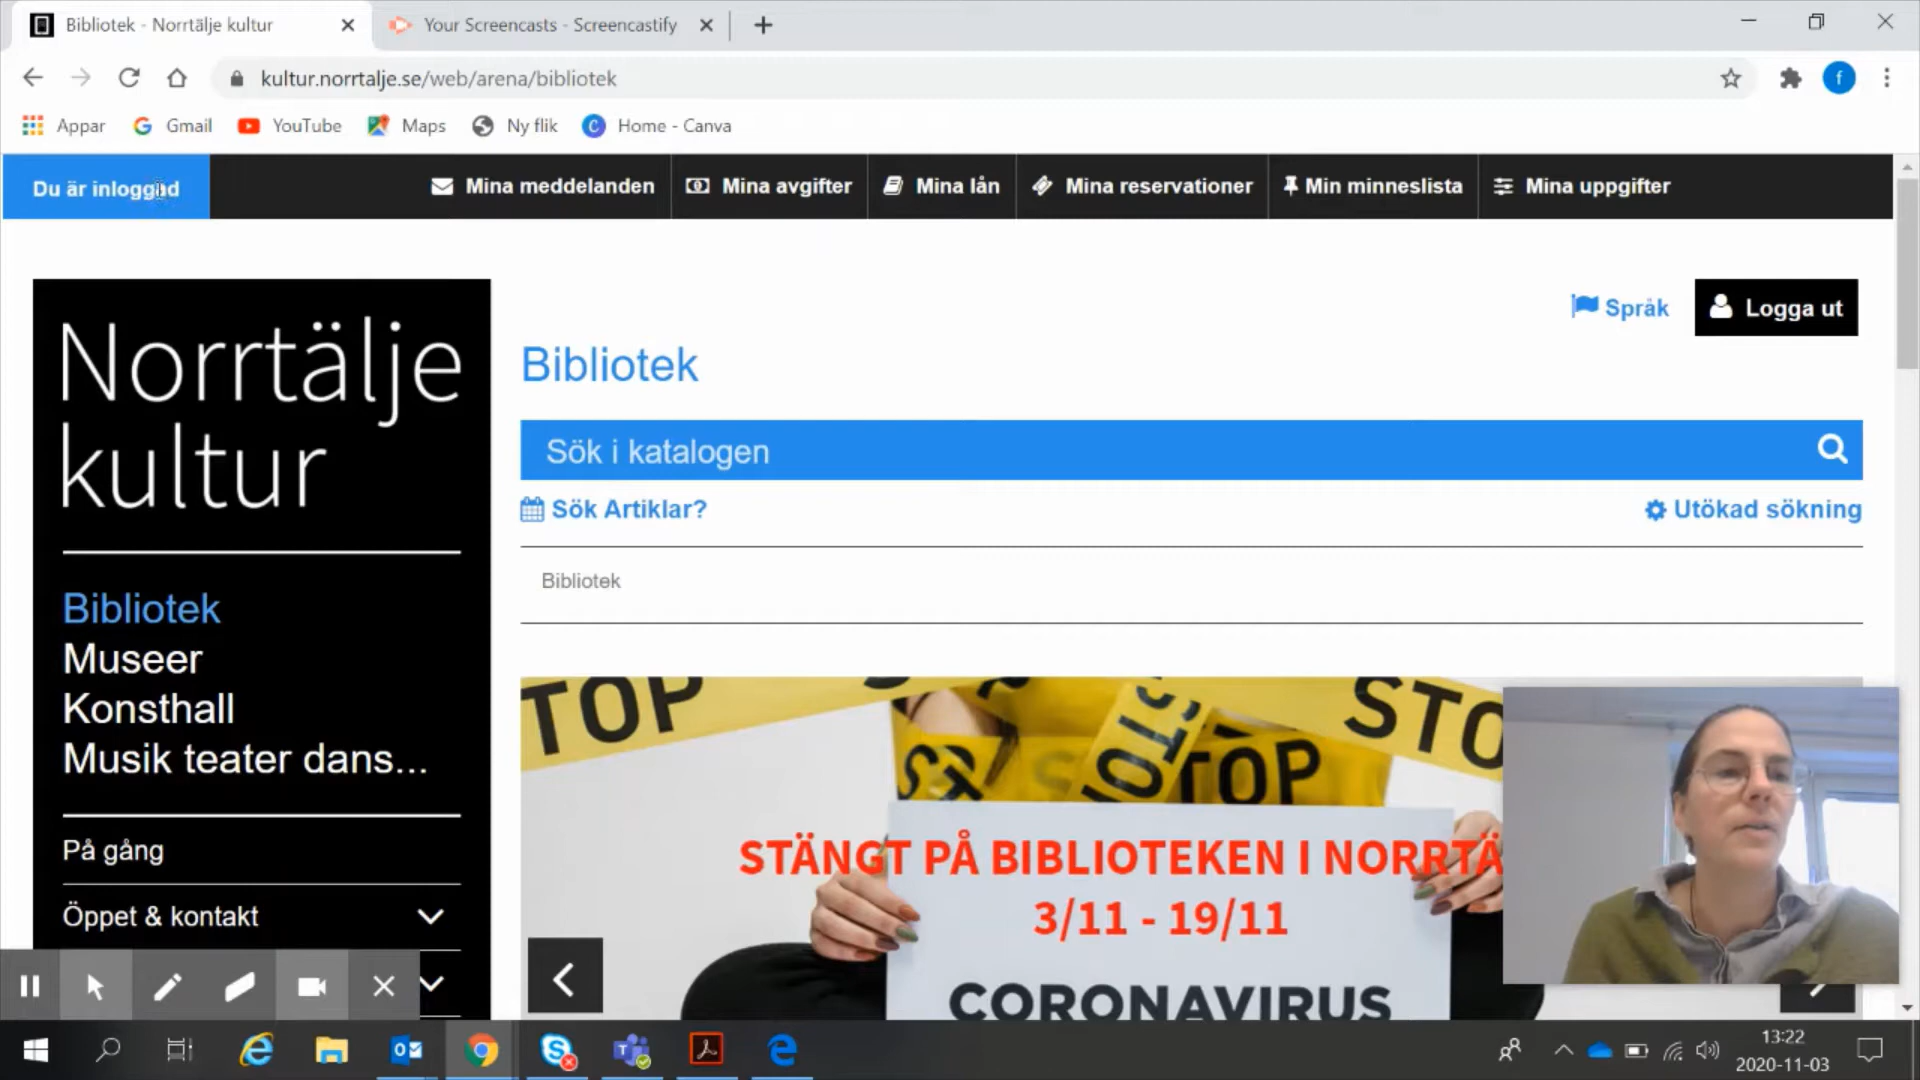 Bibliotek - Norrtälje kultur
Your Screencasts - Screencastify
kultur.norrtalje.se/web/arena/bibliotek
f
Appar
Gmail
YouTube
Maps
Ny flik
Home - Canva
Du är inloggad
Mina meddelanden
Mina avgifter
Mina lån
Mina reservationer
Min minneslista
Mina uppgifter
Språk
Logga ut
Norrtälje
kultur
Bibliotek
Sök i katalogen
Sök Artiklar?
Utökad sökning
Bibliotek
Bibliotek
Museer
Konsthall
Musik teater dans...
På gång
Öppet & kontakt
TOP
STOP
STO
STÄNGT PÅ BIBLIOTEKEN I NORRTÄ
3/11 - 19/11
CORONAVIRUS
13:22
2020-11-03